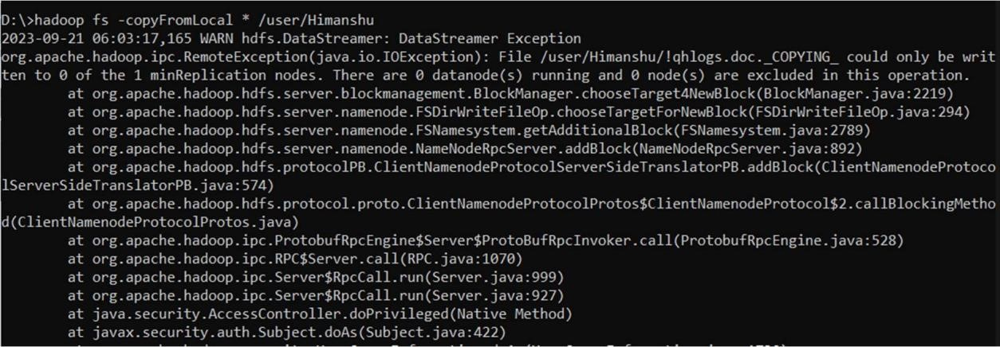 D:\>hadoop fs -copyFromLocal * /user/Himanshu
2023-09-21 06:03:17,165 WARN hdfs.DataStreamer: DataStreamer Exception
org.apache.hadoop.ipc.RemoteException(java.io.IOException): File /user/Himanshu/!qhlogs.doc._COPYING_ could only be writ
ten to 0 of the 1 minReplication nodes. There are 0 datanode(s) running and 0 node(s) are excluded in this operation.
        at org.apache.hadoop.hdfs.server.blockmanagement.BlockManager.chooseTarget4NewBlock(BlockManager.java:2219)
        at org.apache.hadoop.hdfs.server.namenode.FSDirWriteFileOp.chooseTargetForNewBlock(FSDirWriteFileOp.java:294)
        at org.apache.hadoop.hdfs.server.namenode.FSNamesystem.getAdditionalBlock(FSNamesystem.java:2789)
        at org.apache.hadoop.hdfs.server.namenode.NameNodeRpcServer.addBlock(NameNodeRpcServer.java:892)
        at org.apache.hadoop.hdfs.protocolPB.ClientNamenodeProtocolServerSideTranslatorPB.addBlock(ClientNamenodeProtoco
lServerSideTranslatorPB.java:574)
        at org.apache.hadoop.hdfs.protocol.proto.ClientNamenodeProtocolProtos$ClientNamenodeProtocol$2.callBlockingMetho
d(ClientNamenodeProtocolProtos.java)
        at org.apache.hadoop.ipc.ProtobufRpcEngine$Server$ProtoBufRpcInvoker.call(ProtobufRpcEngine.java:528)
        at org.apache.hadoop.ipc.RPC$Server.call(RPC.java:1070)
        at org.apache.hadoop.ipc.Server$RpcCall.run(Server.java:999)
        at org.apache.hadoop.ipc.Server$RpcCall.run(Server.java:927)
        at java.security.AccessController.doPrivileged(Native Method)
        at javax.security.auth.Subject.doAs(Subject.java:422)